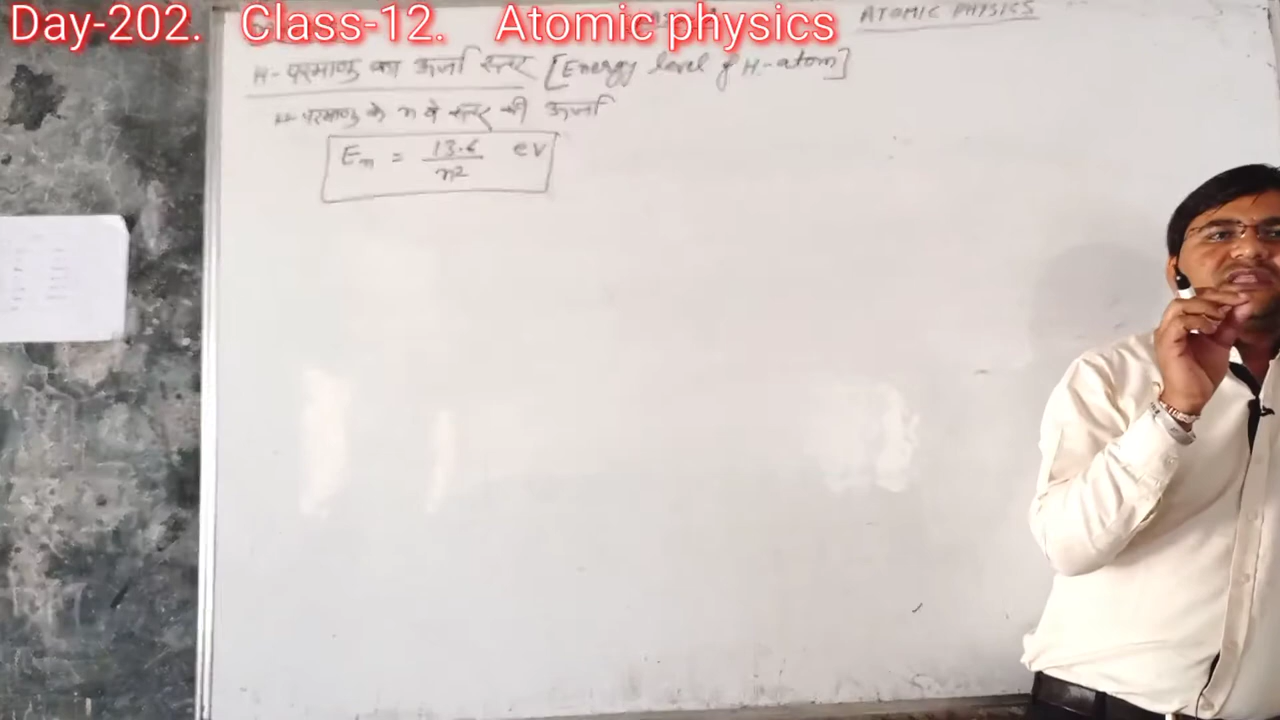 Day-202. Class-12. Atomic physics
ATOMIC PHYSICS
H-परमाणु का ऊर्जा स्तर [Energy level of H-atom]
H-परमाणु के n वें स्तर की ऊर्जा
En = 13.6/n2 eV